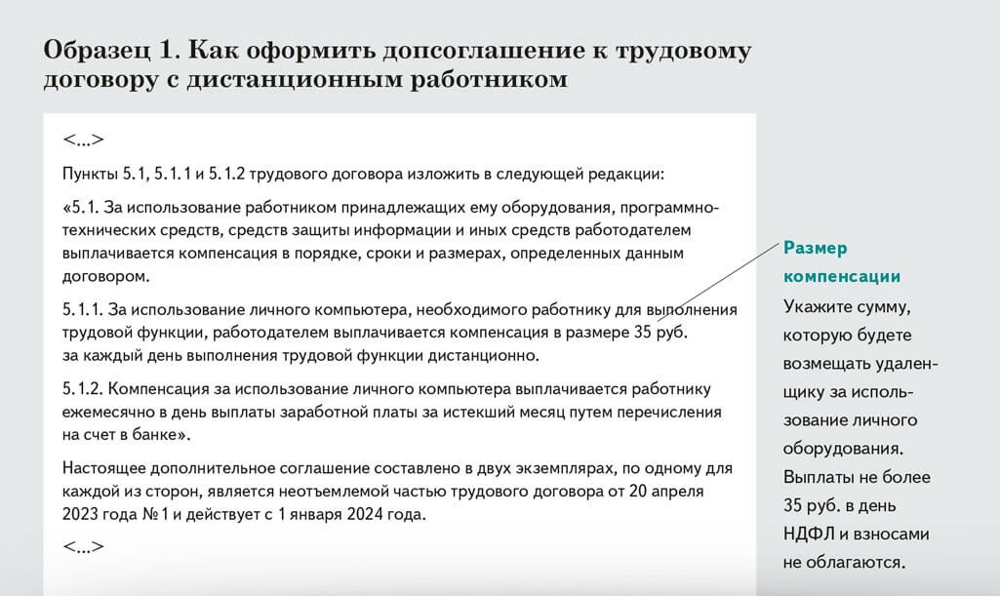 Образец 1. Как оформить допсоглашение к трудовому
договору с дистанционным работником
<...>
Пункты 5.1, 5.1.1 и 5.1.2 трудового договора изложить в следующей редакции:
«5.1. За использование работником принадлежащих ему оборудования, программно-
технических средств, средств защиты информации и иных средств работодателем
выплачивается компенсация в порядке, сроки и размерах, определенных данным
договором.
5.1.1. За использование личного компьютера, необходимого работнику для выполнения
трудовой функции, работодателем выплачивается компенсация в размере 35 руб.
за каждый день выполнения трудовой функции дистанционно.
5.1.2. Компенсация за использование личного компьютера выплачивается работнику
ежемесячно в день выплаты заработной платы за истекший месяц путем перечисления
на счет в банке».
Настоящее дополнительное соглашение составлено в двух экземплярах, по одному для
каждой из сторон, является неотъемлемой частью трудового договора от 20 апреля
2023 года № 1 и действует с 1 января 2024 года.
<...>
Размер
компенсации
Укажите сумму,
которую будете
возмещать удален-
щику за исполь-
зование личного
оборудования.
Выплаты не более
35 руб. в день
НДФЛ и взносами
не облагаются.